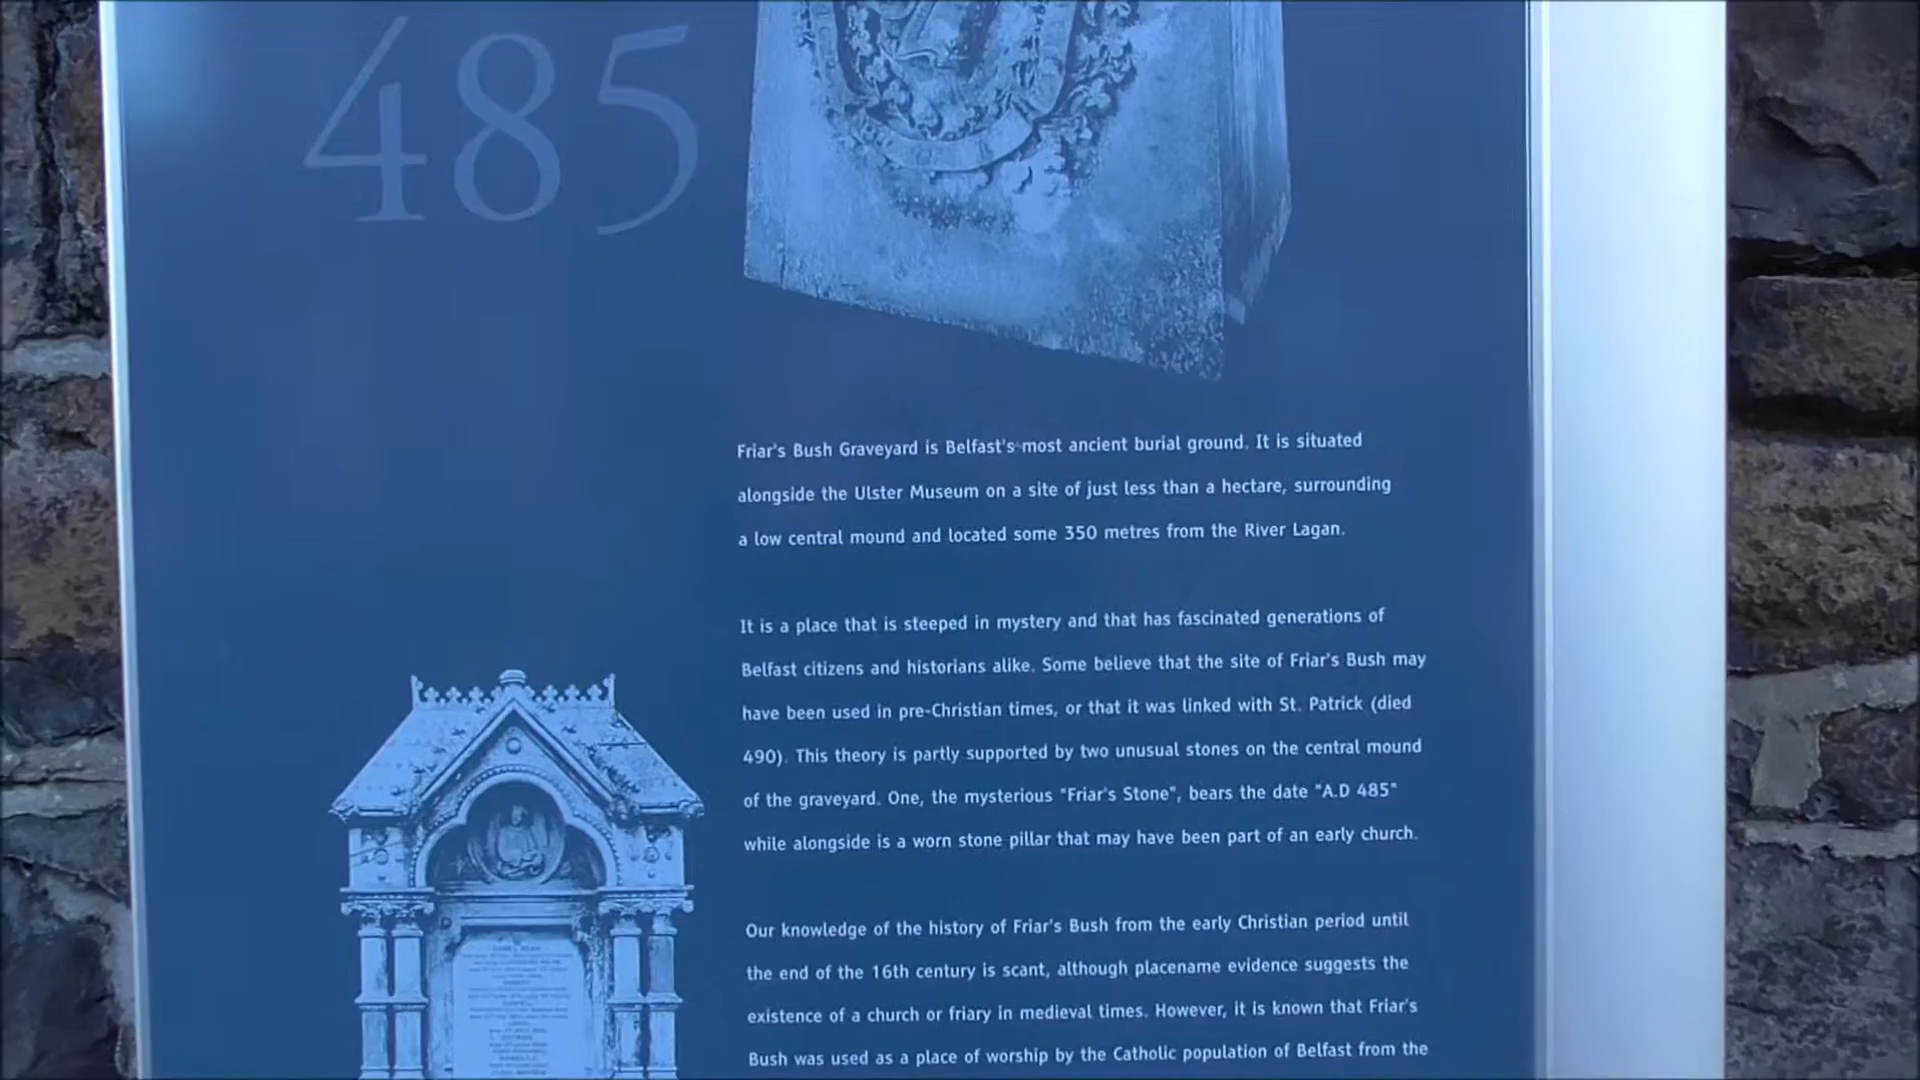 485
Friar's Bush Graveyard is Belfast's most ancient burial ground. It is situated
alongside the Ulster Museum on a site of just less than a hectare, surrounding
a low central mound and located some 350 metres from the River Lagan.
It is a place that is steeped in mystery and that has fascinated generations of
Belfast citizens and historians alike. Some believe that the site of Friar's Bush may
have been used in pre-Christian times, or that it was linked with St. Patrick (died
490). This theory is partly supported by two unusual stones on the central mound
of the graveyard. One, the mysterious "Friar's Stone", bears the date "A.D 485"
while alongside is a worn stone pillar that may have been part of an early church.
Our knowledge of the history of Friar's Bush from the early Christian period until
the end of the 16th century is scant, although placename evidence suggests the
existence of a church or friary in medieval times. However, it is known that Friar's
Bush was used as a place of worship by the Catholic population of Belfast from the